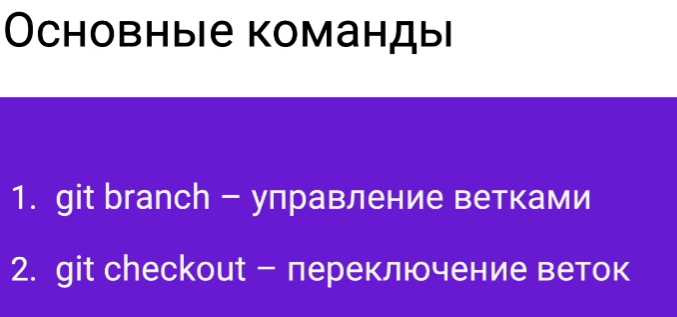 Основные команды
1. git branch – управление ветками
2. git checkout – переключение веток